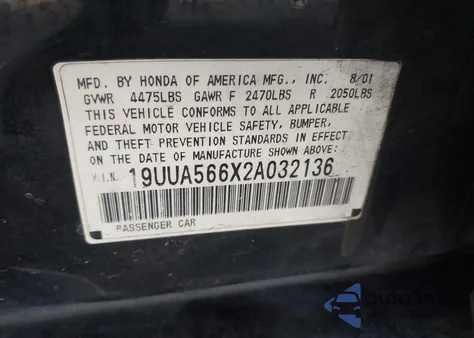 MFD. BY HONDA OF AMERICA MFG., INC. 8/01
GVWR 4475LBS GAWR F 2470LBS R 2050LBS
THIS VEHICLE CONFORMS TO ALL APPLICABLE
FEDERAL MOTOR VEHICLE SAFETY, BUMPER,
AND THEFT PREVENTION STANDARDS IN EFFECT
ON THE DATE OF MANUFACTURE SHOWN ABOVE:
V.I.N. 19UUA566X2A032136
PASSENGER CAR